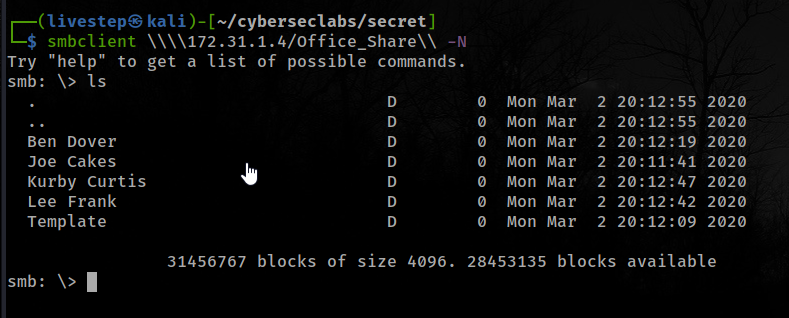 ┌──(livestep㉿kali)-[~/cyberseclabs/secret]
└─$ smbclient \\\\172.31.1.4/Office_Share\\ -N
Try "help" to get a list of possible commands.
smb: \> ls
  .                                   D        0  Mon Mar  2 20:12:55 2020
  ..                                  D        0  Mon Mar  2 20:12:55 2020
  Ben Dover                           D        0  Mon Mar  2 20:12:19 2020
  Joe Cakes                           D        0  Mon Mar  2 20:11:41 2020
  Kurby Curtis                        D        0  Mon Mar  2 20:12:47 2020
  Lee Frank                           D        0  Mon Mar  2 20:12:42 2020
  Template                            D        0  Mon Mar  2 20:12:09 2020
                31456767 blocks of size 4096. 28453135 blocks available
smb: \>